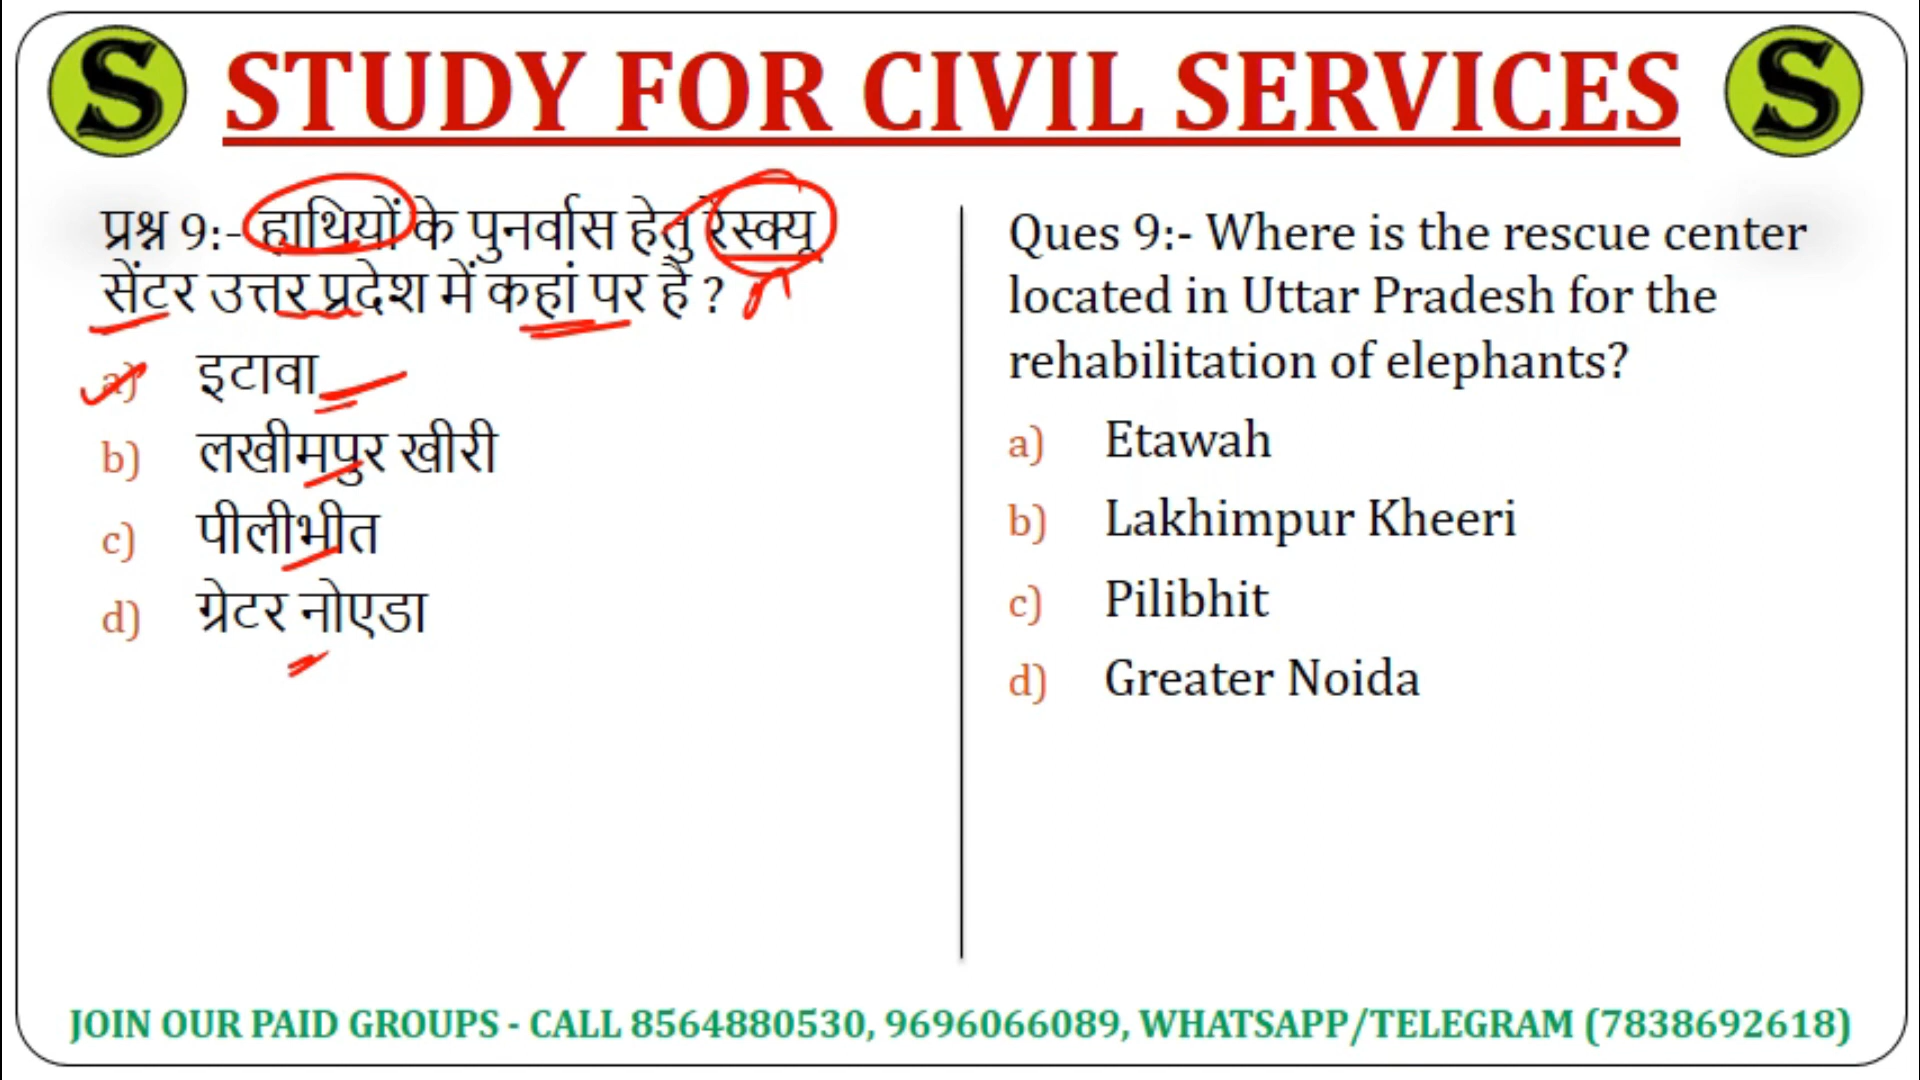 S STUDY FOR CIVIL SERVICES S
प्रश्न 9:- हाथियों के पुनर्वास हेतु रेस्क्यू
सेंटर उत्तर प्रदेश में कहां पर है ?
a) इटावा
b) लखीमपुर खीरी
c) पीलीभीत
d) ग्रेटर नोएडा
Ques 9:- Where is the rescue center
located in Uttar Pradesh for the
rehabilitation of elephants?
a) Etawah
b) Lakhimpur Kheeri
c) Pilibhit
d) Greater Noida
JOIN OUR PAID GROUPS - CALL 8564880530, 9696066089, WHATSAPP/TELEGRAM (7838692618)